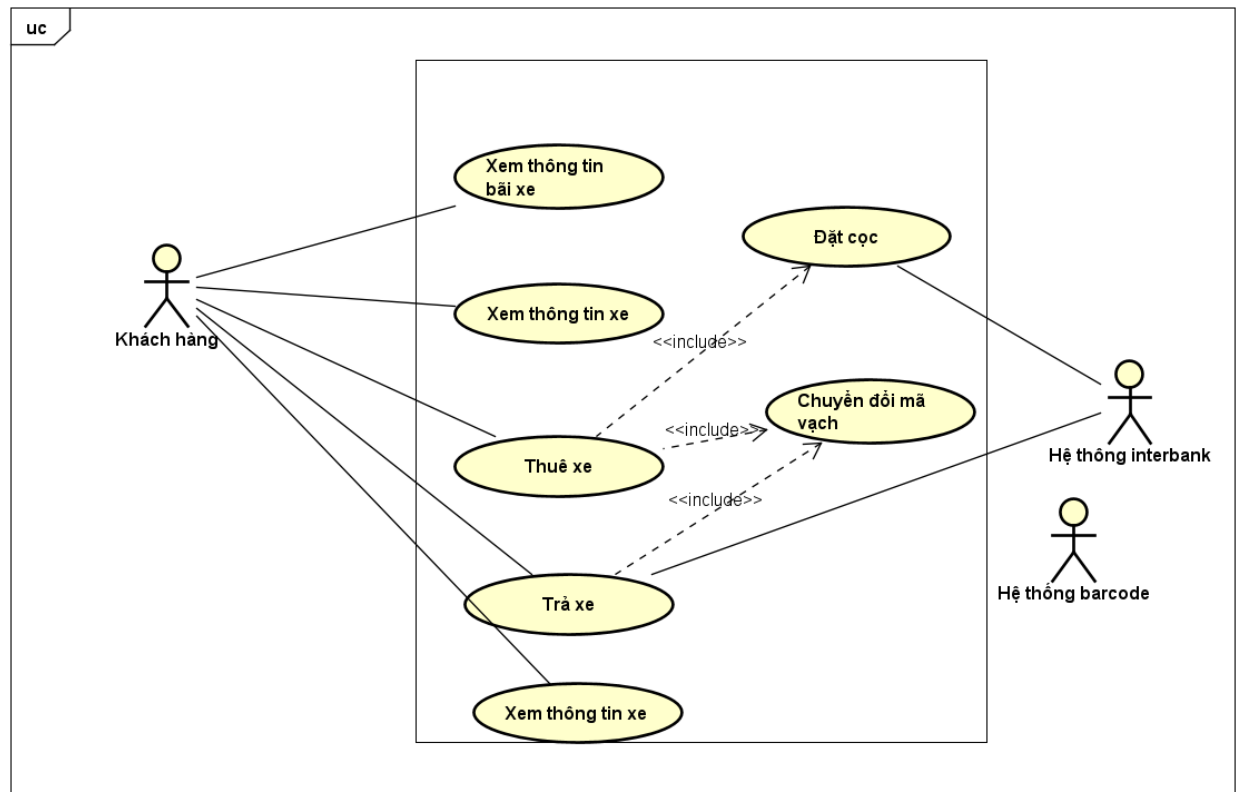 uc
Xem thông tin
bãi xe
Đặt cọc
Khách hàng
Xem thông tin xe
<<include>>
Chuyển đổi mã
vạch
<<include>>
Hệ thông interbank
Thuê xe
<<include>>
Hệ thống barcode
Trả xe
Xem thông tin xe